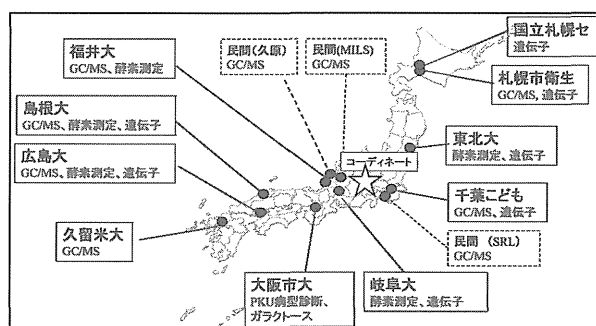 福井大
GC/MS、酵素測定
民間(久原)
GC/MS
民間(MILS)
GC/MS
国立札幌セ
遺伝子
札幌市衛生
GC/MS, 遺伝子
島根大
GC/MS、酵素測定、遺伝子
広島大
GC/MS、酵素測定、遺伝子
コーディネート
東北大
酵素測定、遺伝子
千葉こども
GC/MS、遺伝子
久留米大
GC/MS
民間 (SRL)
GC/MS
大阪市大
PKU病型診断、
ガラクトース
岐阜大
酵素測定、遺伝子